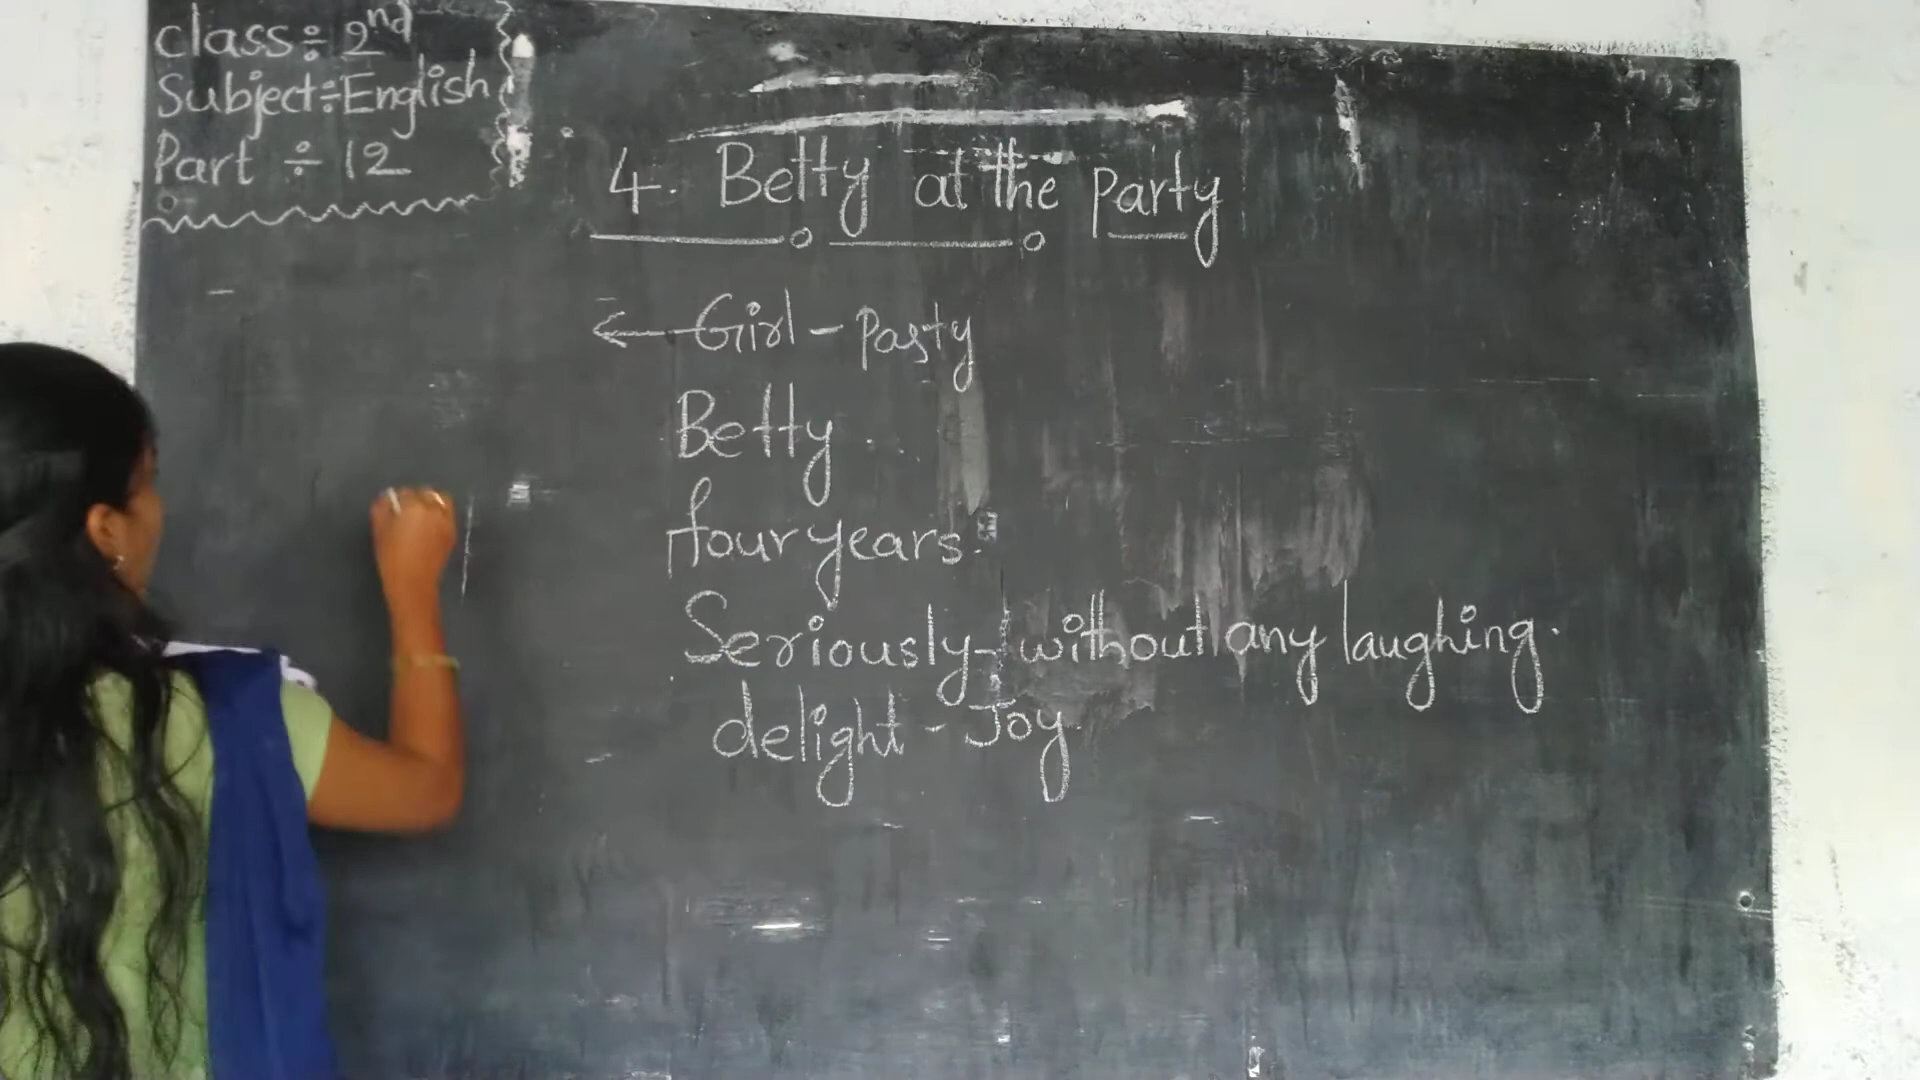 class÷ 2nd
Subject÷English
Part ÷ 12
4. Betty at the Party
← Girl - Party
Betty
four years.
Seriously - without any laughing.
delight - Joy